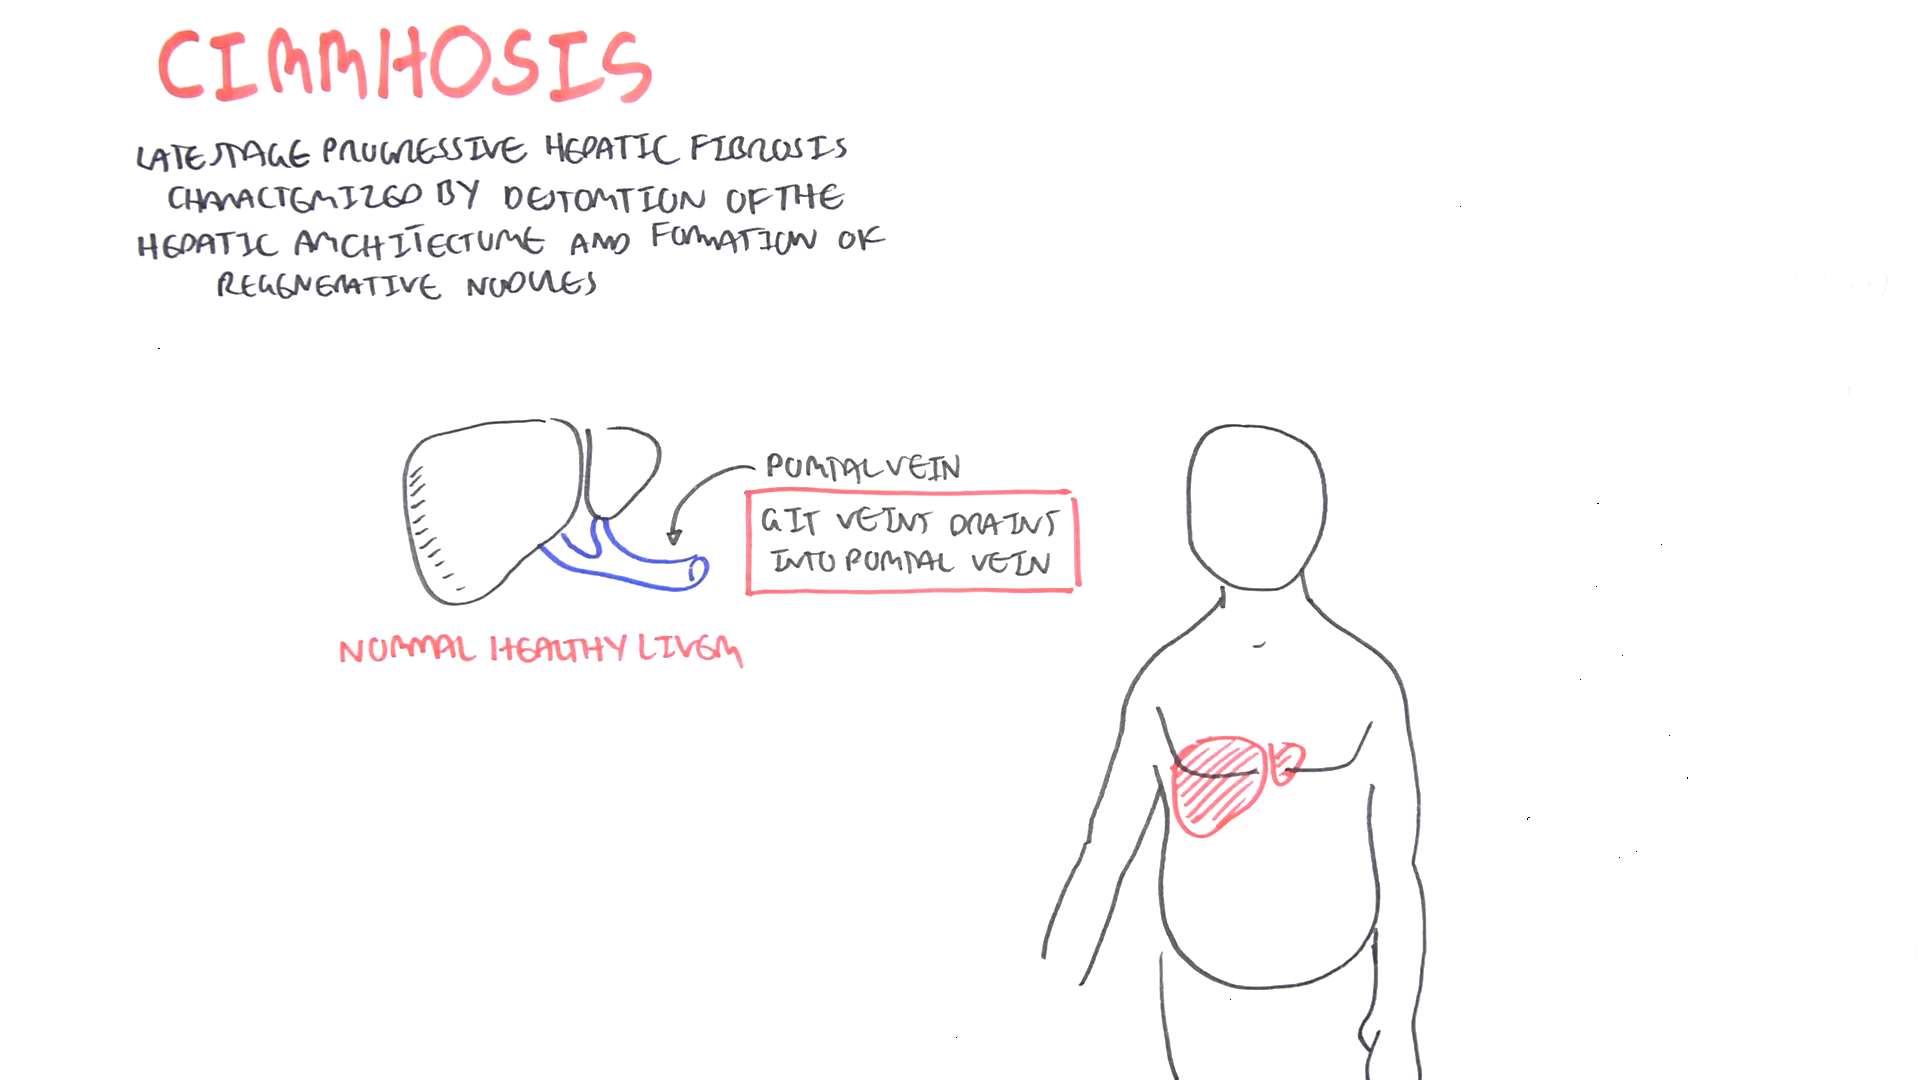 CIRRHOSIS
LATE STAGE PROGRESSIVE HEPATIC FIBROSIS
CHARACTERIZED BY DISTORTION OF THE
HEPATIC ARCHITECTURE AND FORMATION OF
REGENERATIVE NODULES
PORTAL VEIN
GIT VEINS DRAINS
INTO PORTAL VEIN
NORMAL HEALTHY LIVER